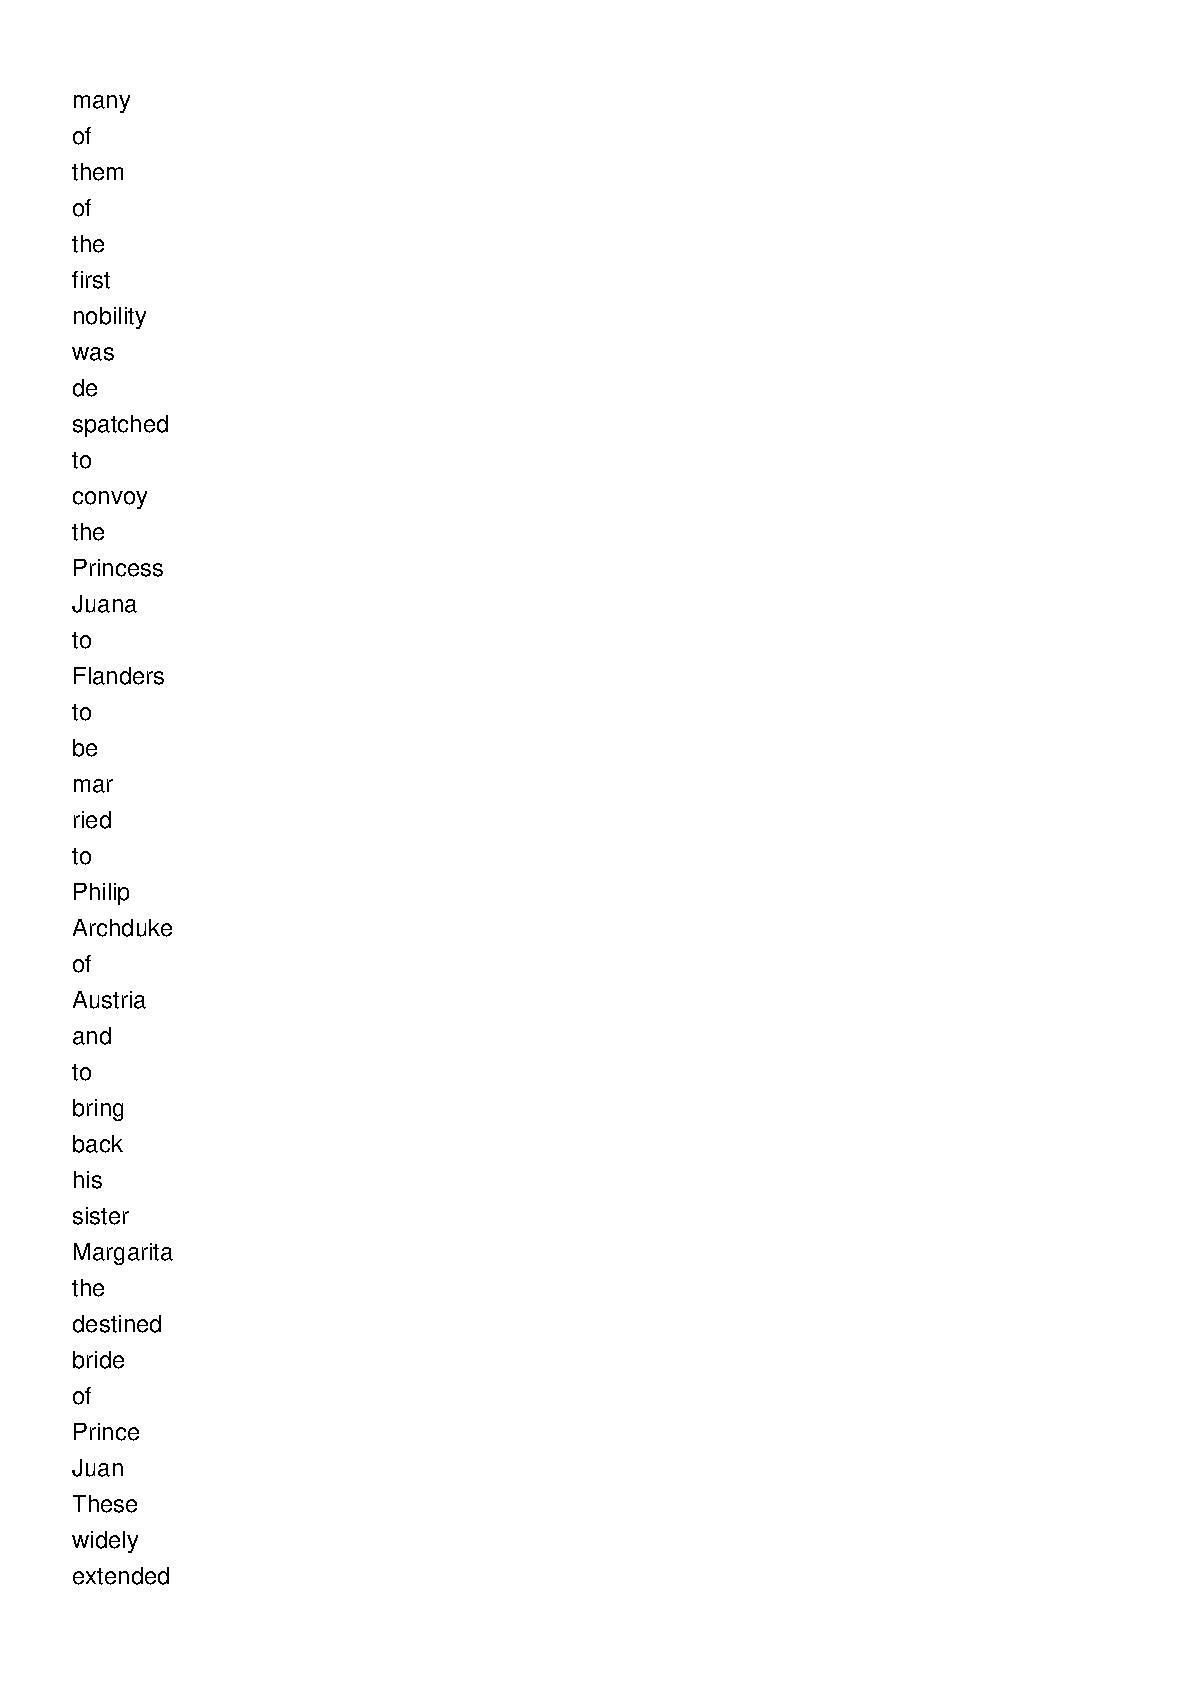 many
of
them
of
the
first
nobility
was
de
spatched
to
convoy
the
Princess
Juana
to
Flanders
to
be
mar
ried
to
Philip
Archduke
of
Austria
and
to
bring
back
his
sister
Margarita
the
destined
bride
of
Prince
Juan
These
widely
extended